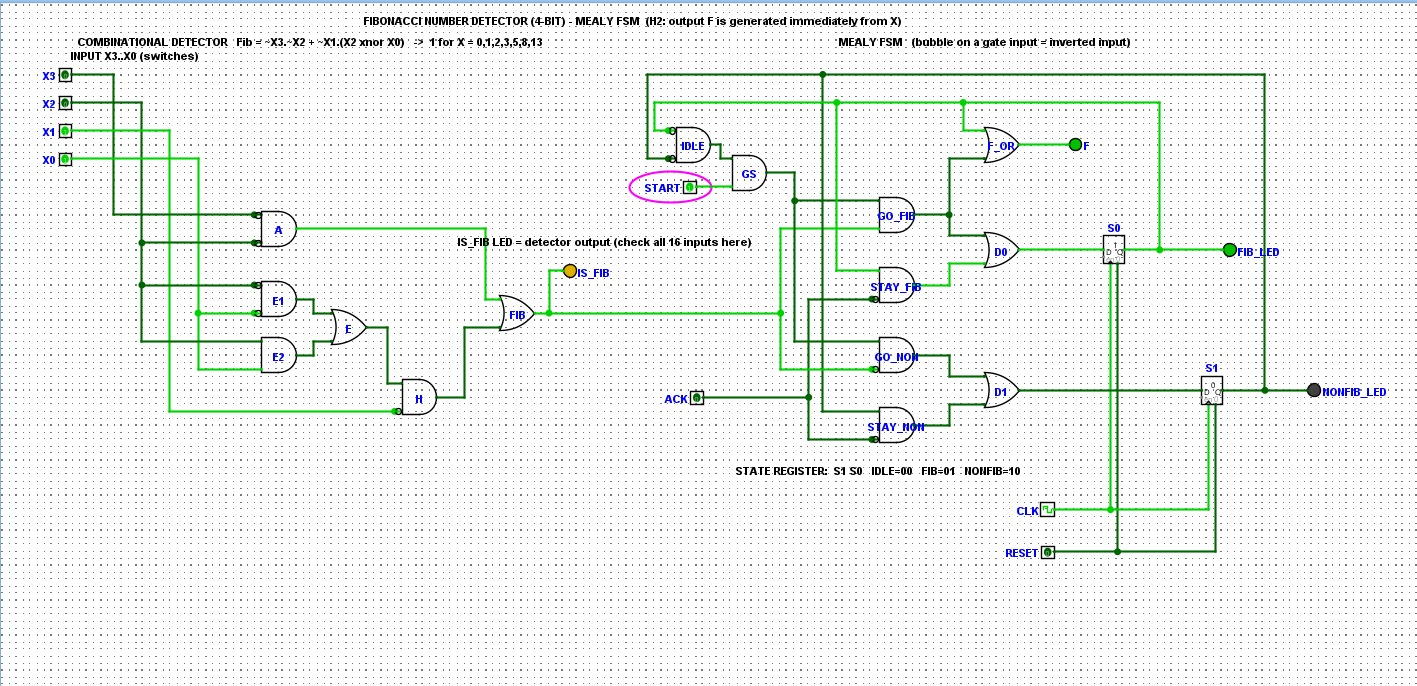 FIBONACCI NUMBER DETECTOR (4-BIT) - MEALY FSM (H2: output F is generated immediately from X)
COMBINATIONAL DETECTOR Fib = ~X3.~X2 + ~X1.(X2 xnor X0) -> 1 for X = 0,1,2,3,5,8,13
MEALY FSM (bubble on a gate input = inverted input)
INPUT X3..X0 (switches)
X3
X2
X1
X0
IDLE
F_OR
F
GS
START
GO_FIB
A
S0
IS_FIB LED = detector output (check all 16 inputs here)
D0
1
D Q
FIB_LED
IS_FIB
STAY_FIB
E1
FIB
E
E2
GO_NON
S1
0
D Q
D1
NONFIB_LED
H
ACK
STAY_NON
STATE REGISTER: S1 S0 IDLE=00 FIB=01 NONFIB=10
CLK
RESET